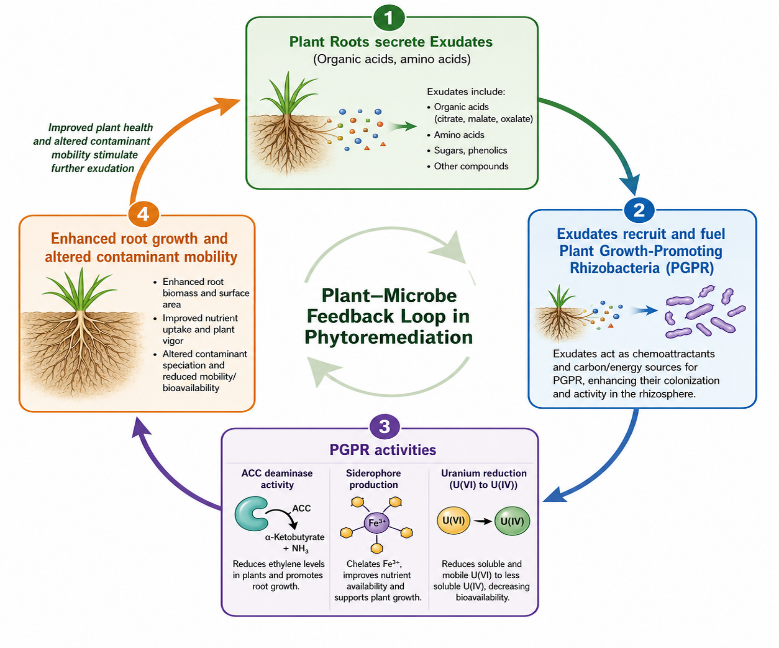 1
Plant Roots secrete Exudates
(Organic acids, amino acids)
Exudates include:
• Organic acids
(citrate, malate, oxalate)
• Amino acids
• Sugars, phenolics
• Other compounds
Improved plant health
and altered contaminant
mobility stimulate
further exudation
2
Exudates recruit and fuel
Plant Growth-Promoting
Rhizobacteria (PGPR)
Exudates act as chemoattractants
and carbon/energy sources for
PGPR, enhancing their colonization
and activity in the rhizosphere.
4
Enhanced root growth and
altered contaminant mobility
• Enhanced root
biomass and surface
area
• Improved nutrient
uptake and plant
vigor
• Altered contaminant
speciation and
reduced mobility/
bioavailability
Plant–Microbe
Feedback Loop in
Phytoremediation
3
PGPR activities
ACC deaminase
activity
ACC
α-Ketobutyrate
+ NH3
Reduces ethylene levels
in plants and promotes
root growth.
Siderophore
production
Fe³⁺
Chelates Fe³⁺,
improves nutrient
availability and
supports plant growth.
Uranium reduction
(U(VI) to U(IV))
U(VI)
U(IV)
Reduces soluble and
mobile U(VI) to less
soluble U(IV), decreasing
bioavailability.